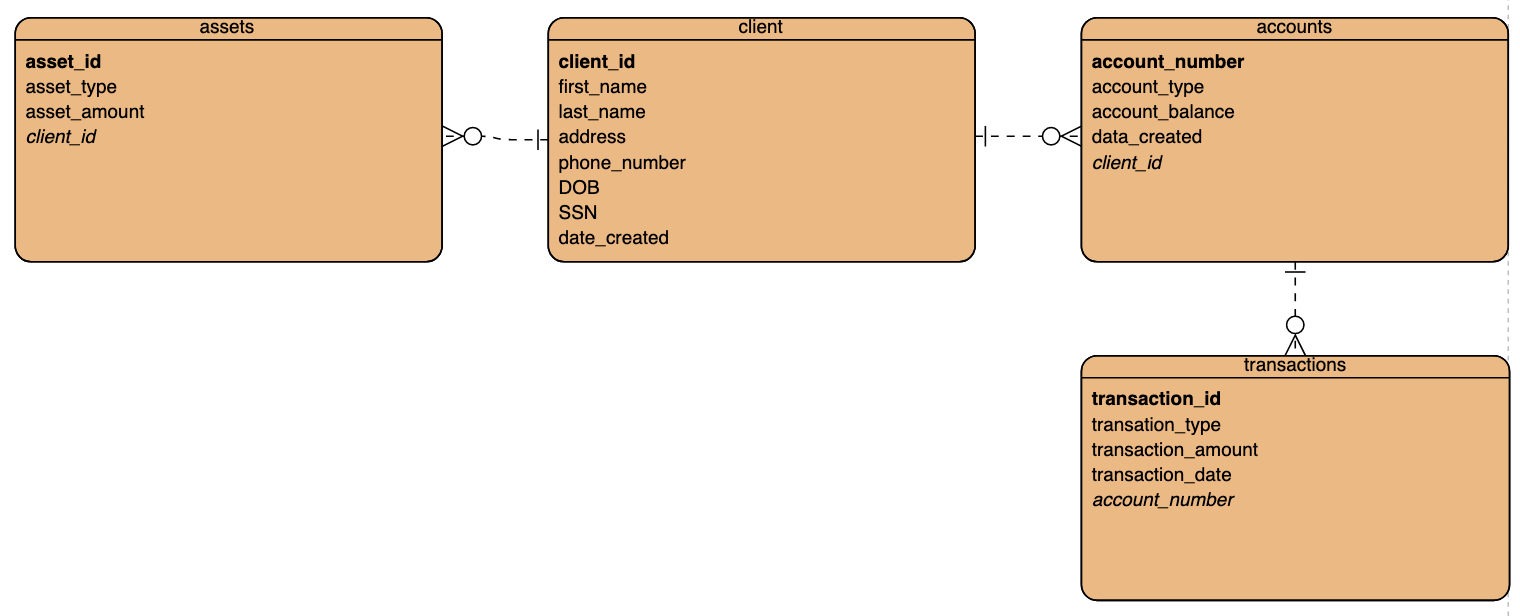 assets
asset_id
asset_type
asset_amount
client_id
client
client_id
first_name
last_name
address
phone_number
DOB
SSN
date_created
accounts
account_number
account_type
account_balance
data_created
client_id
transactions
transaction_id
transation_type
transaction_amount
transaction_date
account_number